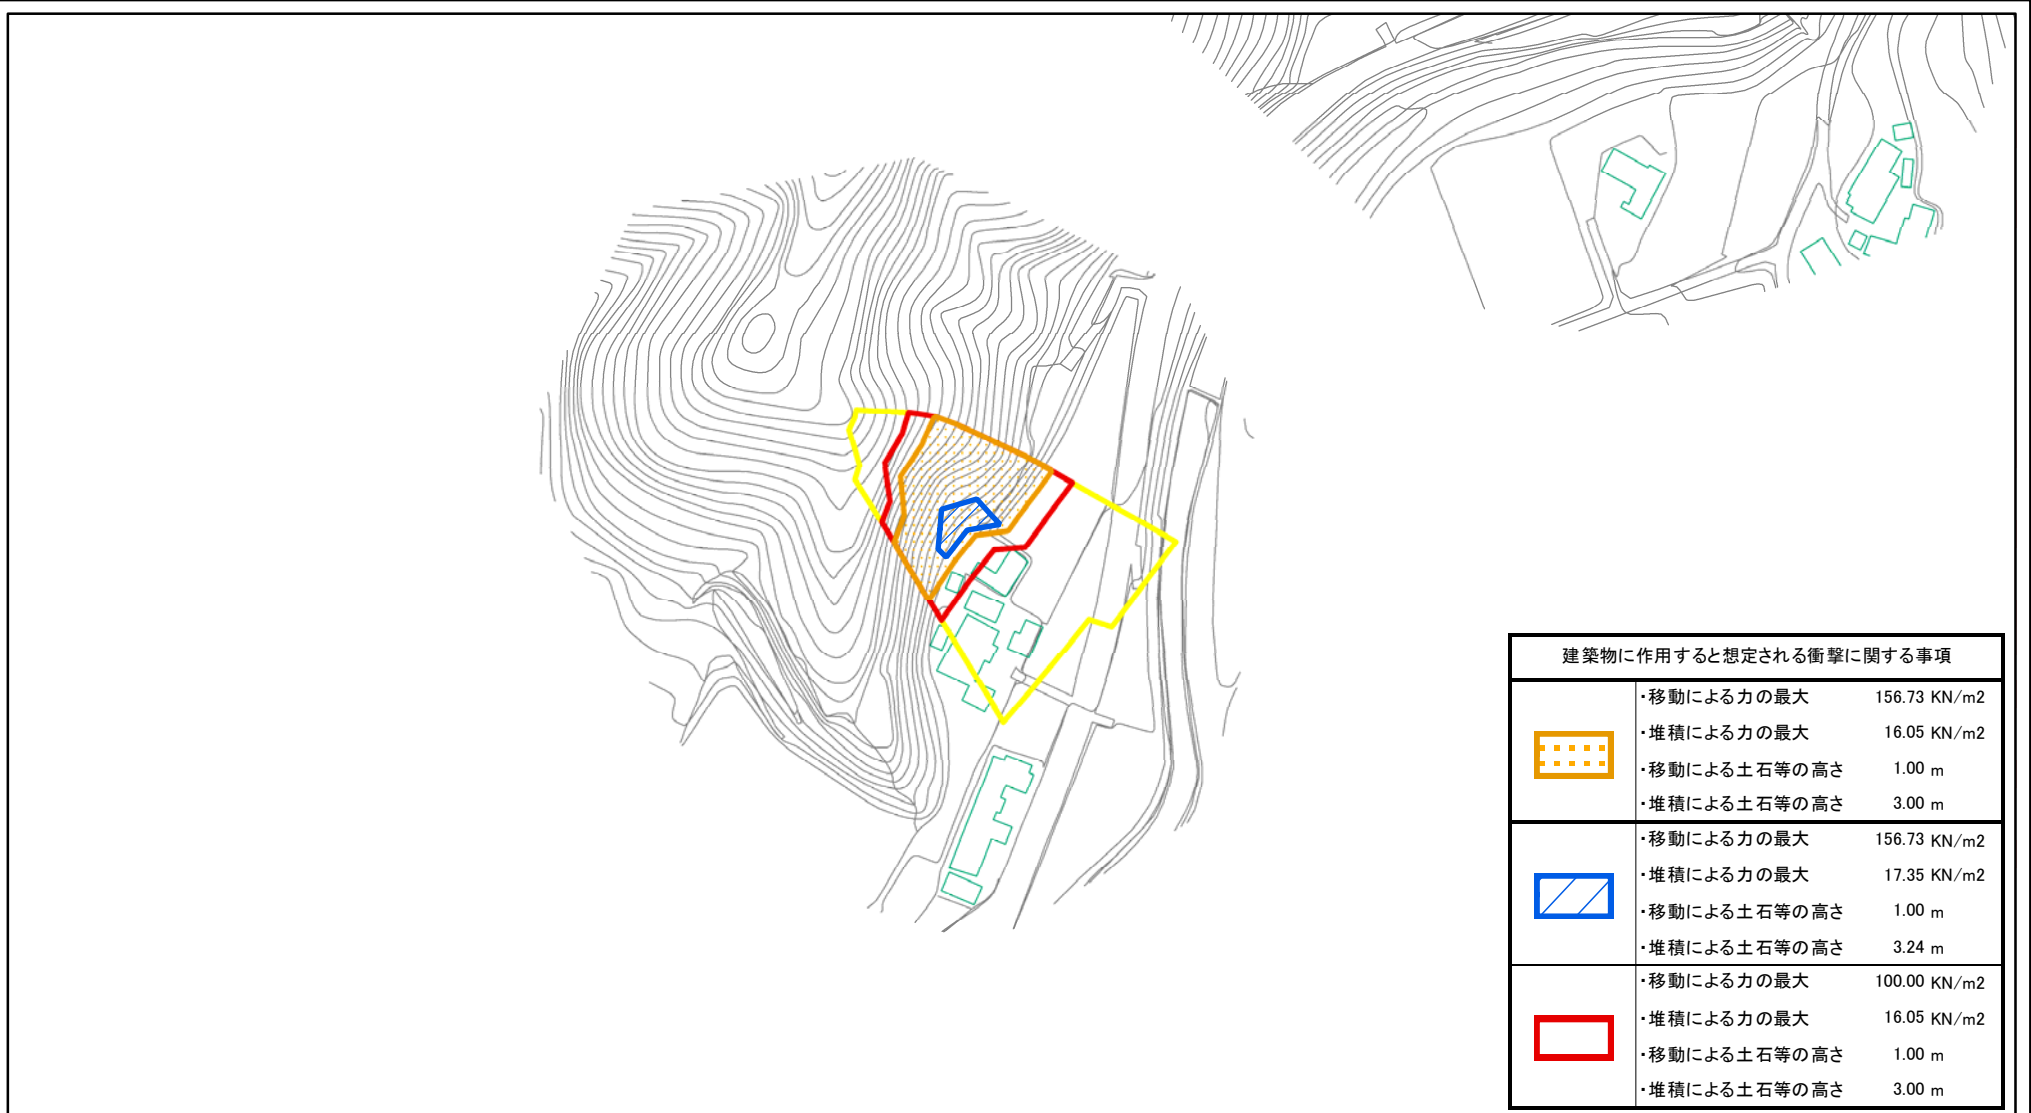 建築物に作用すると想定される衝撃に関する事項
・移動による力の最大 156.73 KN/m2
・堆積による力の最大 16.05 KN/m2
・移動による土石等の高さ 1.00 m
・堆積による土石等の高さ 3.00 m
・移動による力の最大 156.73 KN/m2
・堆積による力の最大 17.35 KN/m2
・移動による土石等の高さ 1.00 m
・堆積による土石等の高さ 3.24 m
・移動による力の最大 100.00 KN/m2
・堆積による力の最大 16.05 KN/m2
・移動による土石等の高さ 1.00 m
・堆積による土石等の高さ 3.00 m